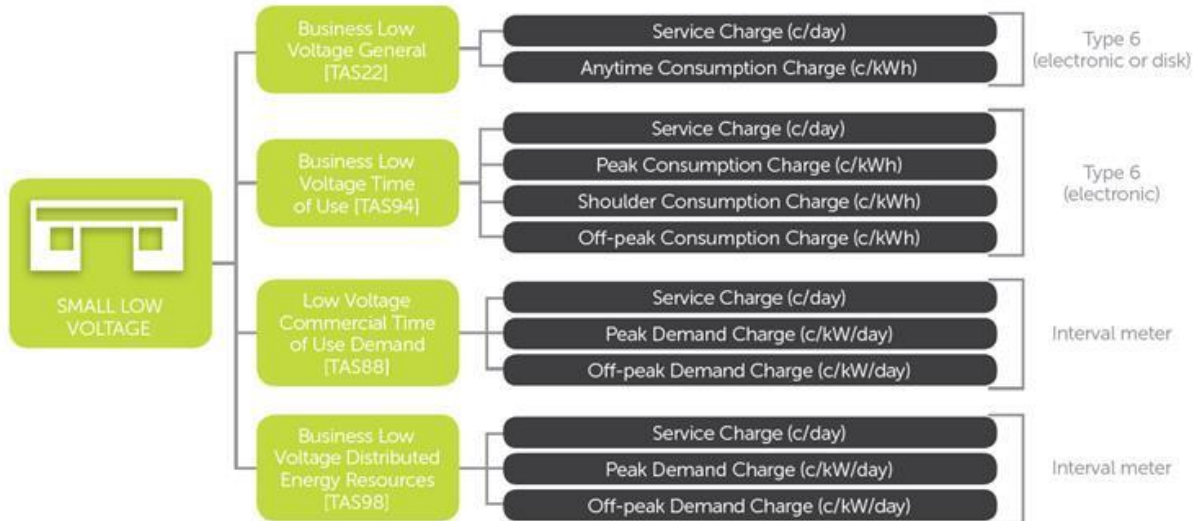 SMALL LOW
VOLTAGE
Business Low
Voltage General
[TAS22]
Service Charge (c/day)
Anytime Consumption Charge (c/kWh)
Type 6
(electronic or disk)
Business Low
Voltage Time
of Use [TAS94]
Service Charge (c/day)
Peak Consumption Charge (c/kWh)
Shoulder Consumption Charge (c/kWh)
Off-peak Consumption Charge (c/kWh)
Type 6
(electronic)
Low Voltage
Commercial Time
of Use Demand
[TAS88]
Service Charge (c/day)
Peak Demand Charge (c/kW/day)
Off-peak Demand Charge (c/kW/day)
Interval meter
Business Low
Voltage Distributed
Energy Resources
[TAS98]
Service Charge (c/day)
Peak Demand Charge (c/kW/day)
Off-peak Demand Charge (c/kW/day)
Interval meter